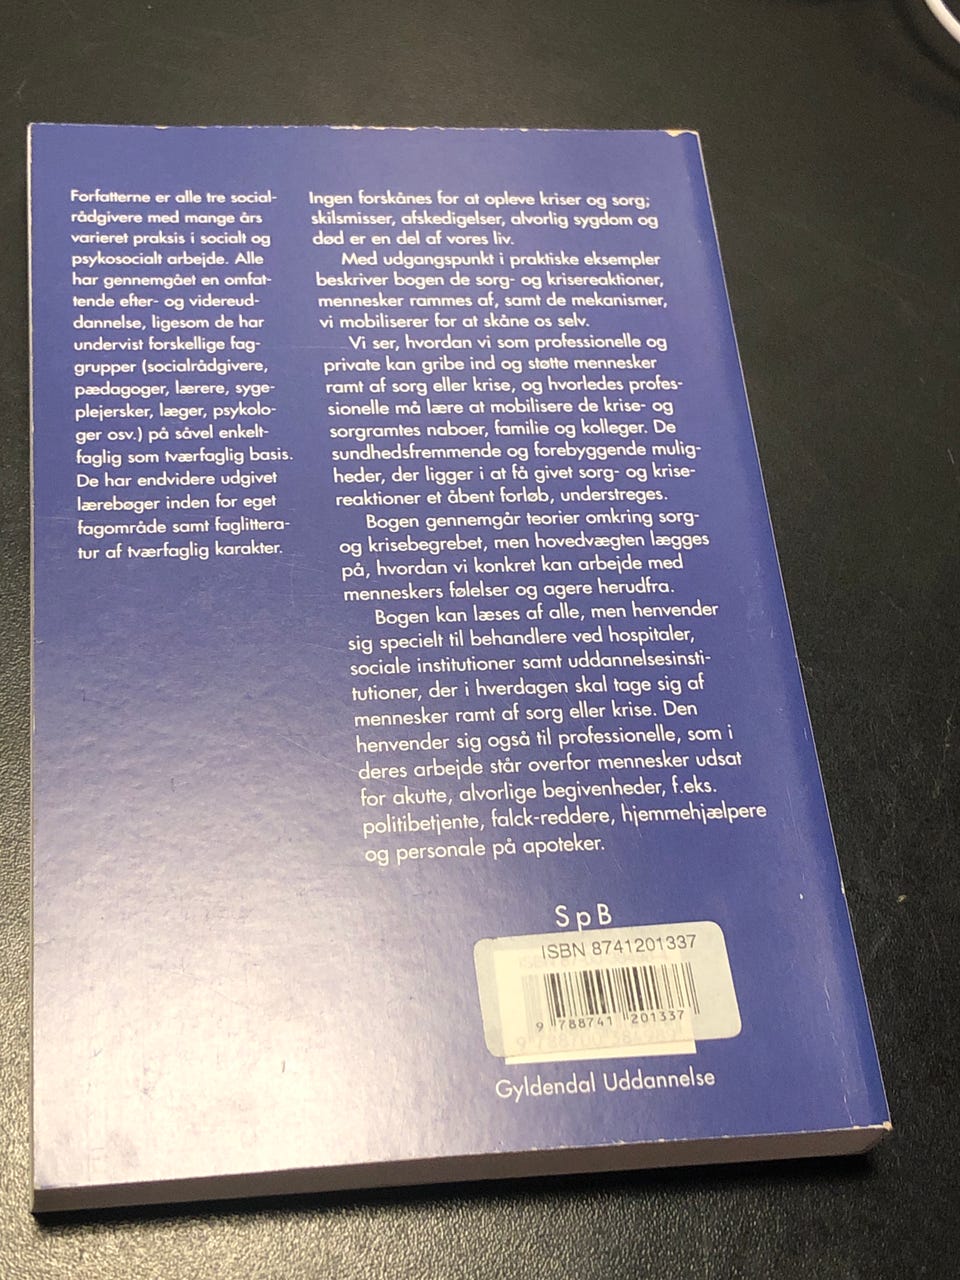 Forfatterne er alle tre social-
rådgivere med mange års
varieret praksis i socialt og
psykosocialt arbejde. Alle
har gennemgået en omfat-
tende efter- og videreud-
dannelse, ligesom de har
undervist forskellige fag-
grupper (socialrådgivere,
pædagoger, lærere, syge-
plejersker, læger, psykolo-
ger osv.) på såvel enkelt-
faglig som tværfaglig basis.
De har endvidere udgivet
lærebøger inden for eget
fagområde samt faglittera-
tur af tværfaglig karakter.
Ingen forskånes for at opleve kriser og sorg;
skilsmisser, afskedigelser, alvorlig sygdom og
død er en del af vores liv.
Med udgangspunkt i praktiske eksempler
beskriver bogen de sorg- og krisereaktioner,
mennesker rammes af, samt de mekanismer,
vi mobiliserer for at skåne os selv.
Vi ser, hvordan vi som professionelle og
private kan gribe ind og støtte mennesker
ramt af sorg eller krise, og hvorledes profes-
sionelle må lære at mobilisere de krise- og
sorgramtes naboer, familie og kolleger. De
sundhedsfremmende og forebyggende mulig-
heder, der ligger i at få givet sorg- og krise-
reaktioner et åbent forløb, understreges.
Bogen gennemgår teorier omkring sorg-
og krisebegrebet, men hovedvægten lægges
på, hvordan vi konkret kan arbejde med
menneskers følelser og agere herudfra.
Bogen kan læses af alle, men henvender
sig specielt til behandlere ved hospitaler,
sociale institutioner samt uddannelsesinsti-
tutioner, der i hverdagen skal tage sig af
mennesker ramt af sorg eller krise. Den
henvender sig også til professionelle, som i
deres arbejde står overfor mennesker udsat
for akutte, alvorlige begivenheder, f.eks.
politibetjente, falck-reddere, hjemmehjælpere
og personale på apoteker.
SpB
ISBN 8741201337
9 788741 201337
Gyldendal Uddannelse